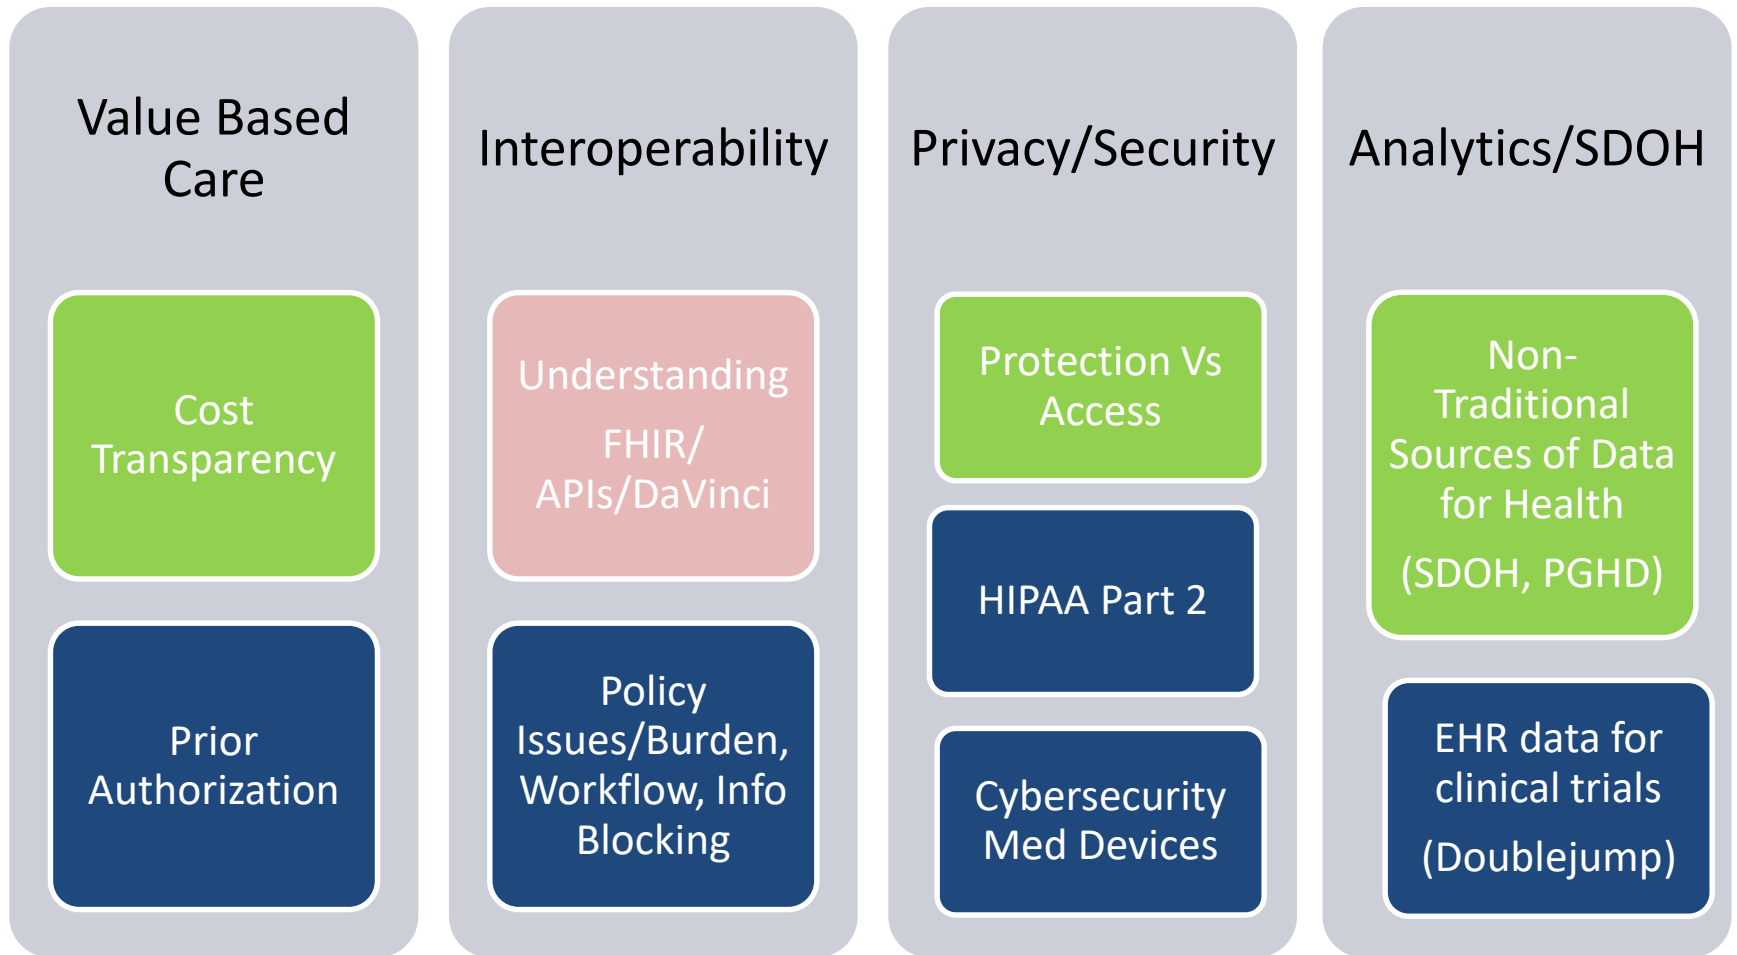 Value Based
Care
Cost
Transparency
Prior
Authorization
Interoperability
Understanding
FHIR/
APIs/DaVinci
Policy
Issues/Burden,
Workflow, Info
Blocking
Privacy/Security
Protection Vs
Access
HIPAA Part 2
Cybersecurity
Med Devices
Analytics/SDOH
Non-
Traditional
Sources of Data
for Health
(SDOH, PGHD)
EHR data for
clinical trials
(Doublejump)